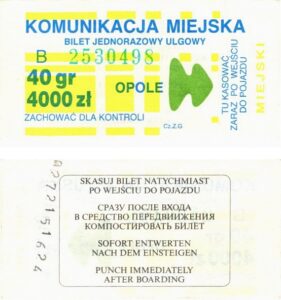 KOMUNIKACJA MIEJSKA
BILET JEDNORAZOWY ULGOWY
B 2530498
40 gr
4000 zł
OPOLE
ZACHOWAĆ DLA KONTROLI
Cz.Z.G
TU KASOWAĆ
ZARAZ PO WEJŚCIU
DO POJAZDU
MIEJSKI
SKASUJ BILET NATYCHMIAST
PO WEJŚCIU DO POJAZDU
СРАЗУ ПОСЛЕ ВХОДА
В СРЕДСТВО ПЕРЕДВИЖЕНИЯ
КОМПОСТИРОВАТЬ БИЛЕТ
SOFORT ENTWERTEN
NACH DEM EINSTEIGEN
PUNCH IMMEDIATELY
AFTER BOARDING